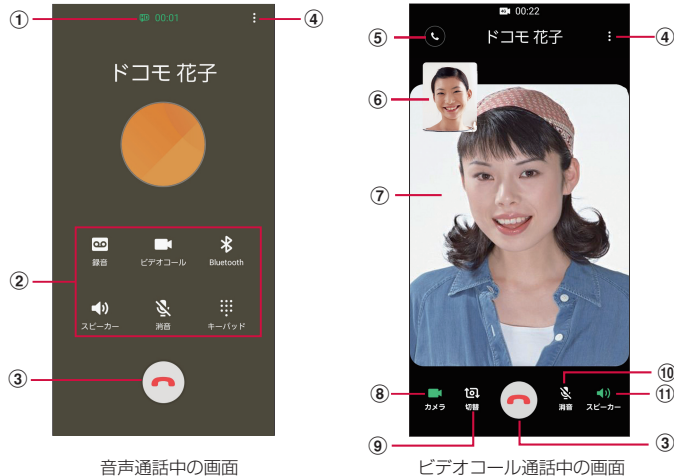 ① HD 00:01 ④
ドコモ 花子
②
録音 ビデオコール Bluetooth
スピーカー 消音 キーパッド
③
音声通話中の画面
00:22
⑤ ドコモ 花子 ④
⑥
⑦
⑧ カメラ 切替 消音 スピーカー ⑪
⑩
⑨ ③
ビデオコール通話中の画面